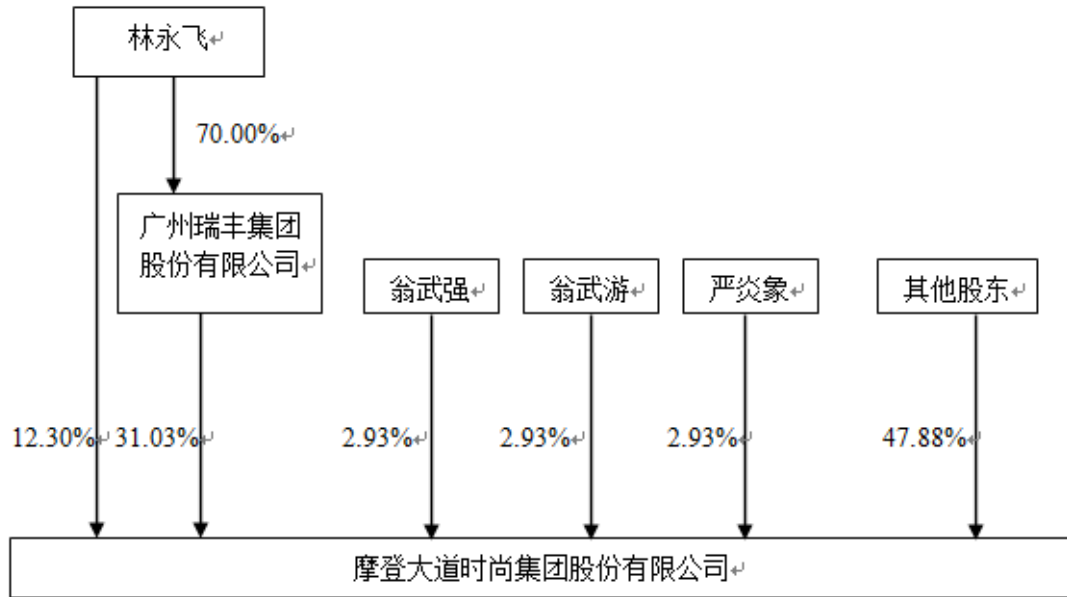 林永飞
70.00%
广州瑞丰集团
股份有限公司
翁武强
翁武游
严炎象
其他股东
12.30%
31.03%
2.93%
2.93%
2.93%
47.88%
摩登大道时尚集团股份有限公司